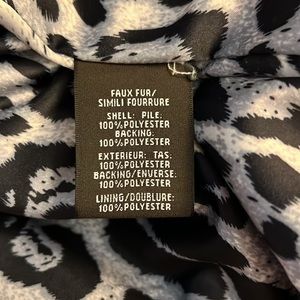 FAUX FUR/
SIMILI FOURRURE
SHELL: PILE:
100%POLYESTER
BACKING:
100%POLYESTER
EXTERIEUR: TAS:
100%POLYESTER
BACKING/ENVERSE:
100%POLYESTER
LINING/DOUBLURE:
100%POLYESTER